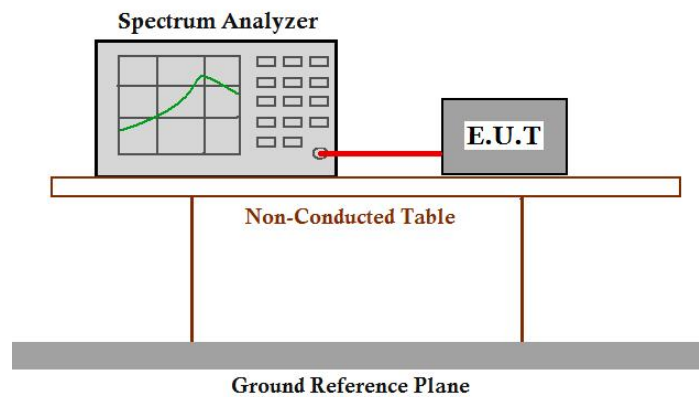 Spectrum Analyzer
E.U.T
Non-Conducted Table
Ground Reference Plane